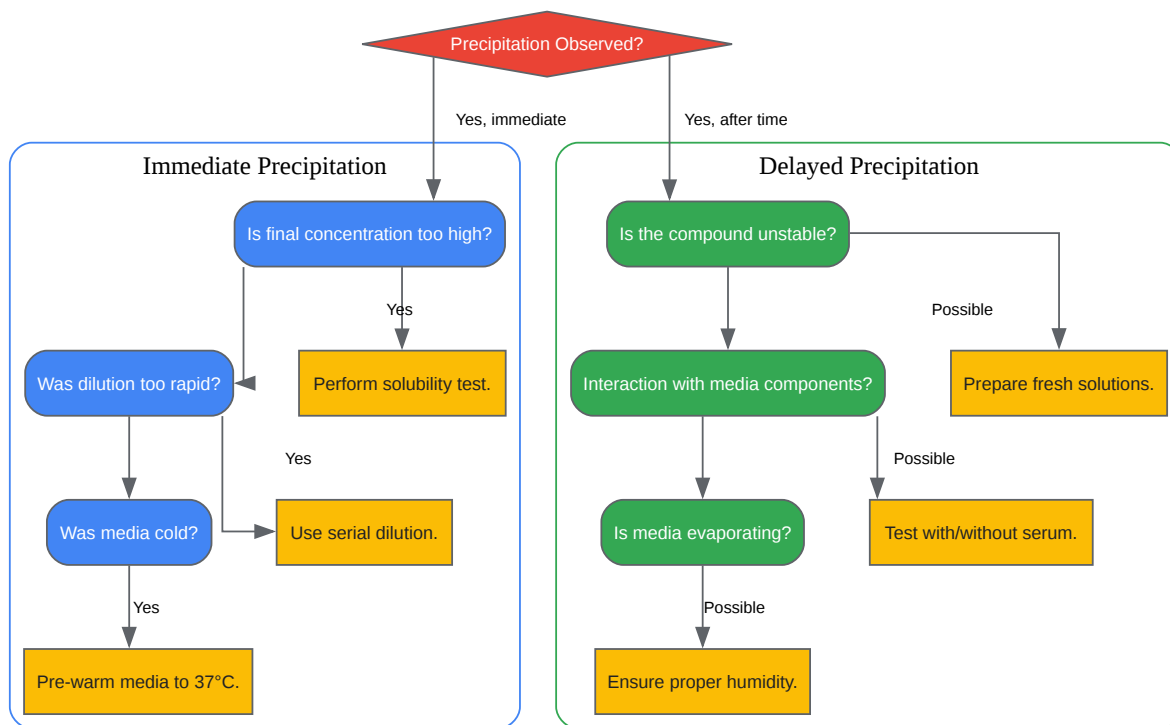 Precipitation Observed?
Yes, immediate
Yes, after time
Immediate Precipitation
Delayed Precipitation
Is final concentration too high?
Is the compound unstable?
Yes
Possible
Was dilution too rapid?
Perform solubility test.
Interaction with media components?
Prepare fresh solutions.
Yes
Possible
Was media cold?
Use serial dilution.
Is media evaporating?
Test with/without serum.
Yes
Possible
Pre-warm media to 37°C.
Ensure proper humidity.